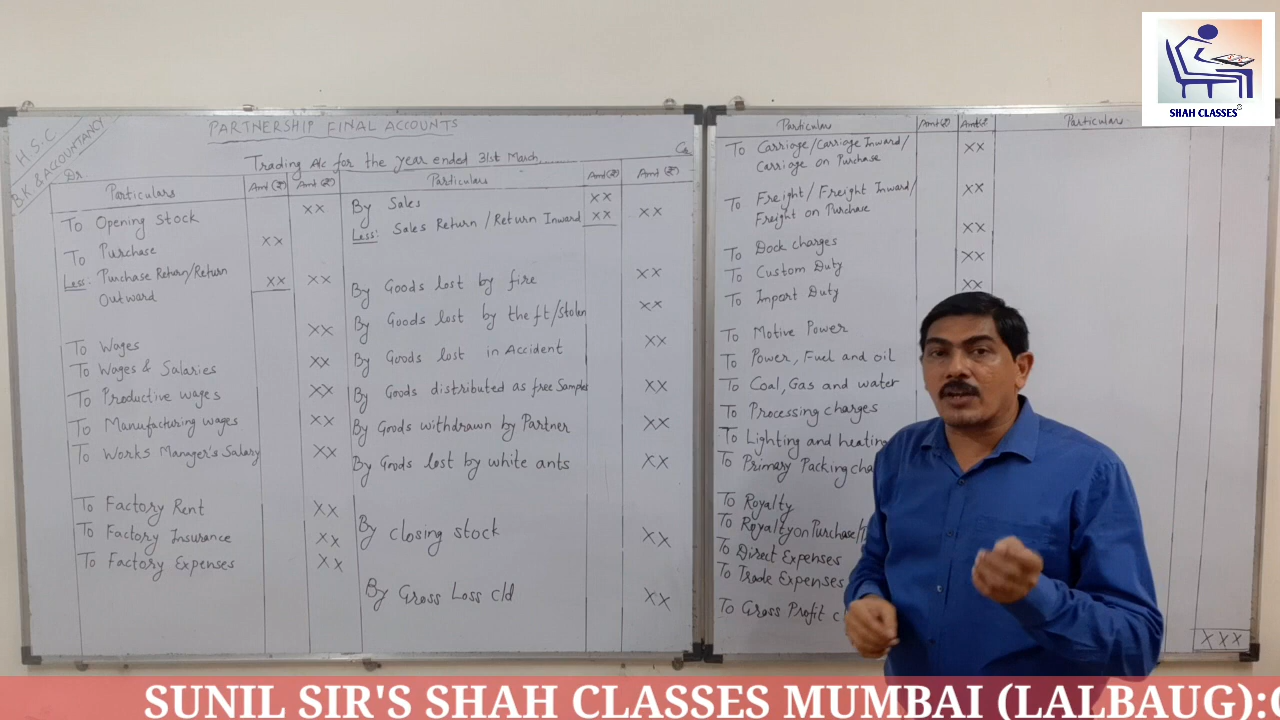 SHAH CLASSES
H.S.C
B.K. & ACCOUNTANCY
PARTNERSHIP FINAL ACCOUNTS
Trading A/c for the year ended 31st March
Dr
Cr
Particulars Amt(₹) Amt(₹)
To Opening Stock XX
To Purchase XX
Less: Purchase Return/Return XX XX
Outward
To Wages XX
To Wages & Salaries XX
To Productive wages XX
To Manufacturing wages XX
To Works Manager's Salary XX
To Factory Rent XX
To Factory Insurance XX
To Factory Expenses XX
Particulars Amt(₹) Amt(₹)
By Sales XX
Less: Sales Return/Return Inward XX XX
By Goods lost by fire XX
By Goods lost by theft/stolen XX
By Goods lost in Accident XX
By Goods distributed as free Samples XX
By Goods withdrawn by Partner XX
By Goods lost by white ants XX
By closing stock XX
By Gross Loss c/d XX
Particular Amt(₹) Amt(₹
To Carriage/Carriage Inward/ XX
Carriage on Purchase
To Freight/Freight Inward/ XX
Freight on Purchase
To Dock charges XX
To Custom Duty XX
To Import Duty XX
To Motive Power
To Power, Fuel and oil
To Coal, Gas and water
To Processing charges
To Lighting and heating
To Primary Packing cha
To Royalty
To Royalty on Purchase/
To Direct Expenses
To Trade Expenses
To Gross Profit c
Particulars
XXX
SUNIL SIR'S SHAH CLASSES MUMBAI (LALBAUG):